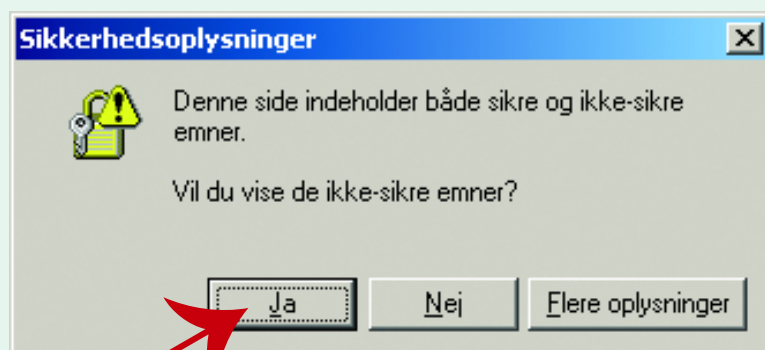 Sikkerhedsoplysninger
Denne side indeholder både sikre og ikke-sikre
emner.
Vil du vise de ikke-sikre emner?
Ja Nej Flere oplysninger